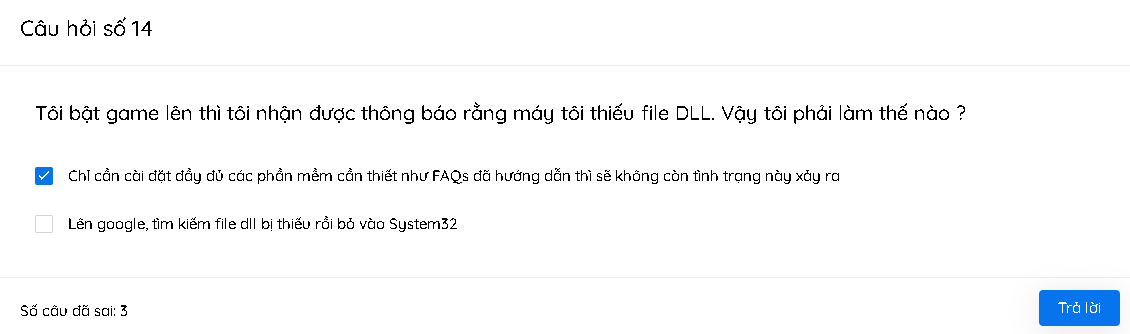 Câu hỏi số 14
Tôi bật game lên thì tôi nhận được thông báo rằng máy tôi thiếu file DLL. Vậy tôi phải làm thế nào ?
Chỉ cần cài đặt đầy đủ các phần mềm cần thiết như FAQs đã hướng dẫn thì sẽ không còn tình trạng này xảy ra
Lên google, tìm kiếm file dll bị thiếu rồi bỏ vào System32
Số câu đã sai: 3
Trả lời